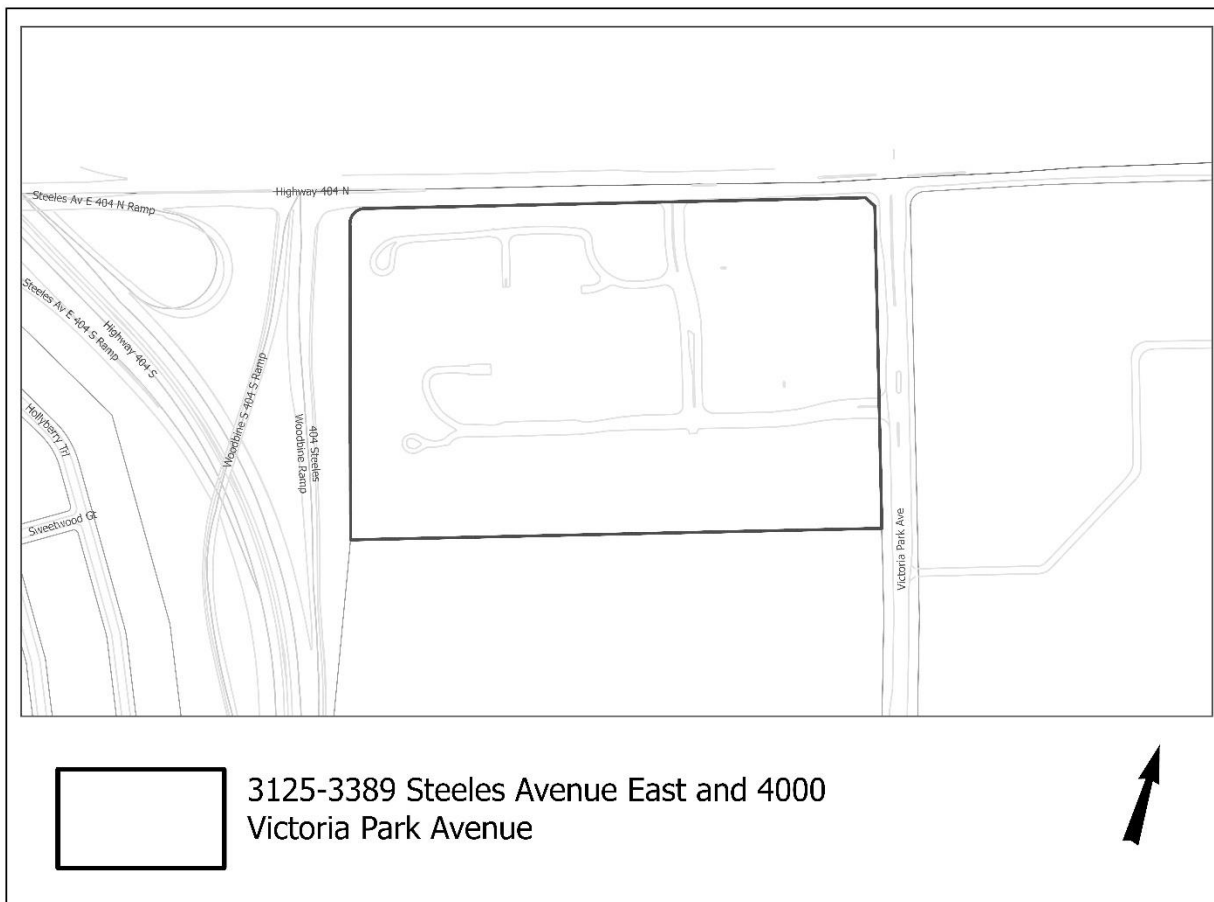 Highway 404 N
Steeles Av E 404 N Ramp
Steeles Av E 404 S Ramp
Highway 404 S
Woodbine S 404 S Ramp
404 Steeles
Woodbine Ramp
Hollyberry Trl
Sweetwood Gt
Victoria Park Ave
3125-3389 Steeles Avenue East and 4000
Victoria Park Avenue